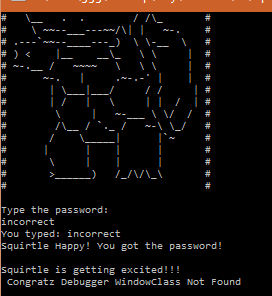 Type the password:
incorrect
You typed: incorrect
Squirtle Happy! You got the password!
Squirtle is getting excited!!!
Congratz Debugger WindowClass Not Found